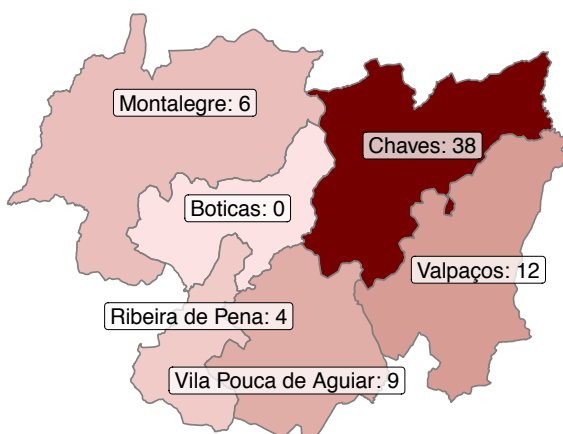 Montalegre: 6
Chaves: 38
Boticas: 0
Valpaços: 12
Ribeira de Pena: 4
Vila Pouca de Aguiar: 9